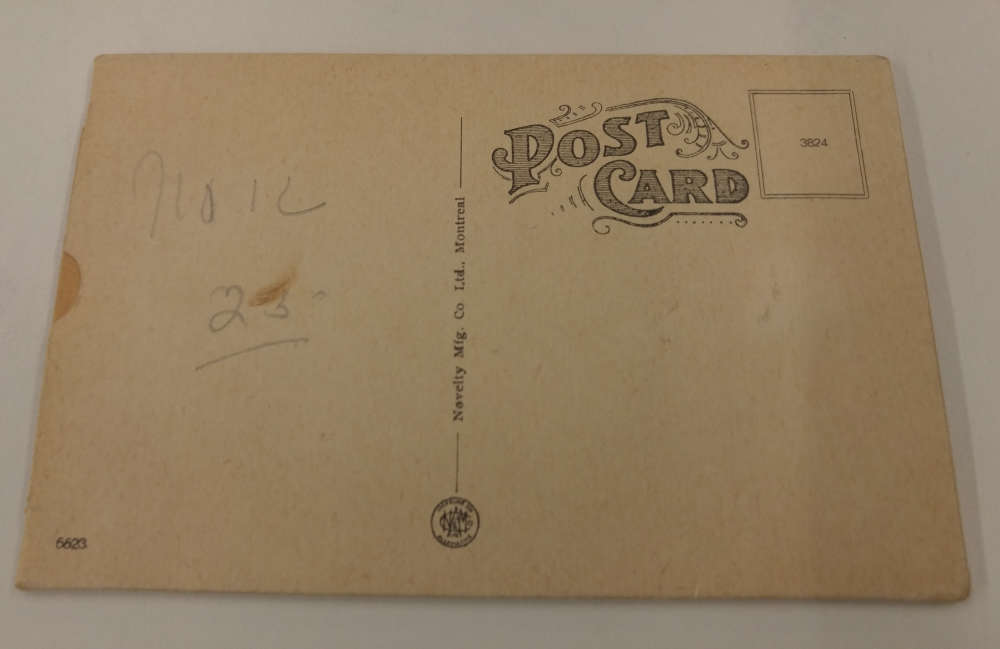 POST
CARD
3824
Novelty Mfg. Co Ltd., Montreal
23
5623